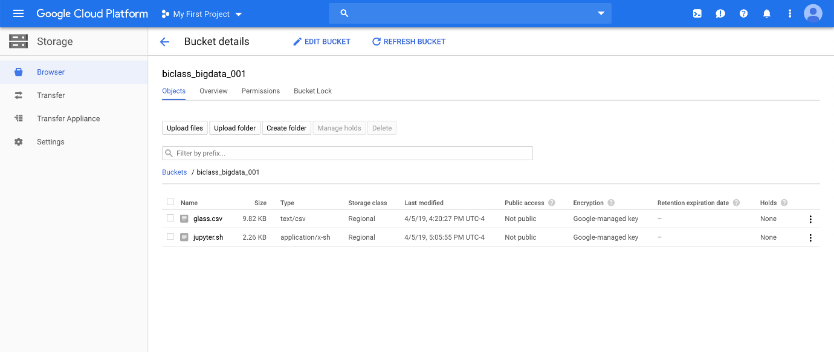 Google Cloud Platform My First Project
Storage Bucket details EDIT BUCKET REFRESH BUCKET
Browser
Transfer
Transfer Appliance
Settings
biclass_bigdata_001
Objects Overview Permissions Bucket Lock
Upload files Upload folder Create folder Manage holds Delete
Filter by prefix...
Buckets / biclass_bigdata_001
Name Size Type Storage class Last modified Public access Encryption Retention expiration date Holds
glass.csv 9.82 KB text/csv Regional 4/5/19, 4:20:27 PM UTC-4 Not public Google-managed key – None
jupyter.sh 2.26 KB application/x-sh Regional 4/5/19, 5:05:55 PM UTC-4 Not public Google-managed key – None